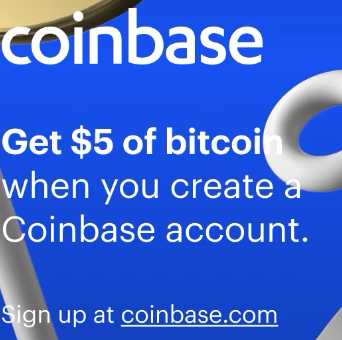 coinbase
Get $5 of bitcoin
when you create a
Coinbase account.
Sign up at coinbase.com